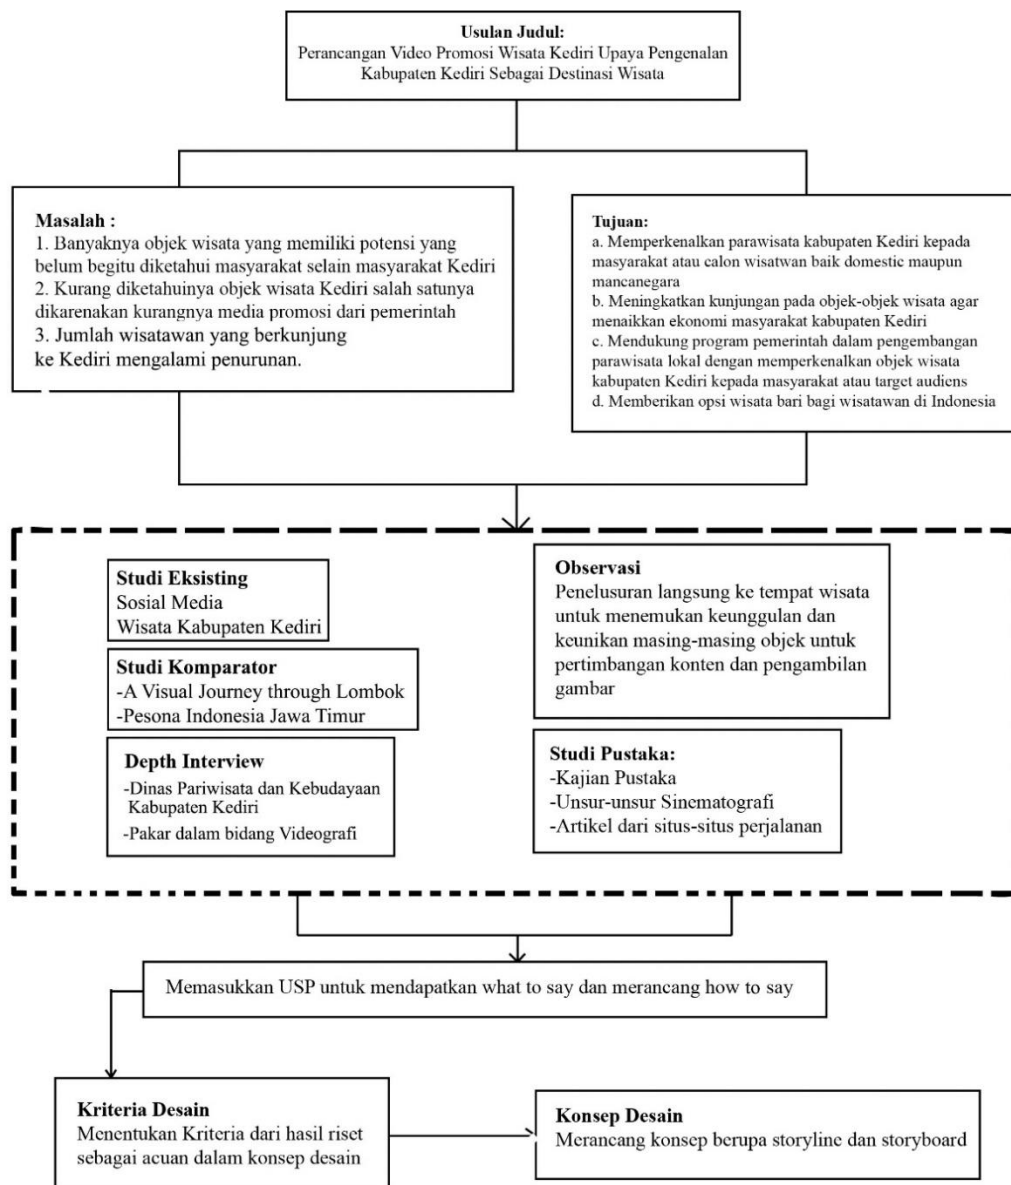 Usulan Judul:
Perancangan Video Promosi Wisata Kediri Upaya Pengenalan
Kabupaten Kediri Sebagai Destinasi Wisata
Masalah :
1. Banyaknya objek wisata yang memiliki potensi yang
belum begitu diketahui masyarakat selain masyarakat Kediri
2. Kurang diketahuinya objek wisata Kediri salah satunya
dikarenakan kurangnya media promosi dari pemerintah
3. Jumlah wisatawan yang berkunjung
ke Kediri mengalami penurunan.
Tujuan:
a. Memperkenalkan parawisata kabupaten Kediri kepada
masyarakat atau calon wisatwan baik domestic maupun
mancanegara
b. Meningkatkan kunjungan pada objek-objek wisata agar
menaikkan ekonomi masyarakat kabupaten Kediri
c. Mendukung program pemerintah dalam pengembangan
parawisata lokal dengan memperkenalkan objek wisata
kabupaten Kediri kepada masyarakat atau target audiens
d. Memberikan opsi wisata bari bagi wisatawan di Indonesia
Studi Eksisting
Sosial Media
Wisata Kabupaten Kediri
Studi Komparator
-A Visual Journey through Lombok
-Pesona Indonesia Jawa Timur
Depth Interview
-Dinas Pariwisata dan Kebudayaan
Kabupaten Kediri
-Pakar dalam bidang Videografi
Observasi
Penelusuran langsung ke tempat wisata
untuk menemukan keunggulan dan
keunikan masing-masing objek untuk
pertimbangan konten dan pengambilan
gambar
Studi Pustaka:
-Kajian Pustaka
-Unsur-unsur Sinematografi
-Artikel dari situs-situs perjalanan
Memasukkan USP untuk mendapatkan what to say dan merancang how to say
Kriteria Desain
Menentukan Kriteria dari hasil riset
sebagai acuan dalam konsep desain
Konsep Desain
Merancang konsep berupa storyline dan storyboard